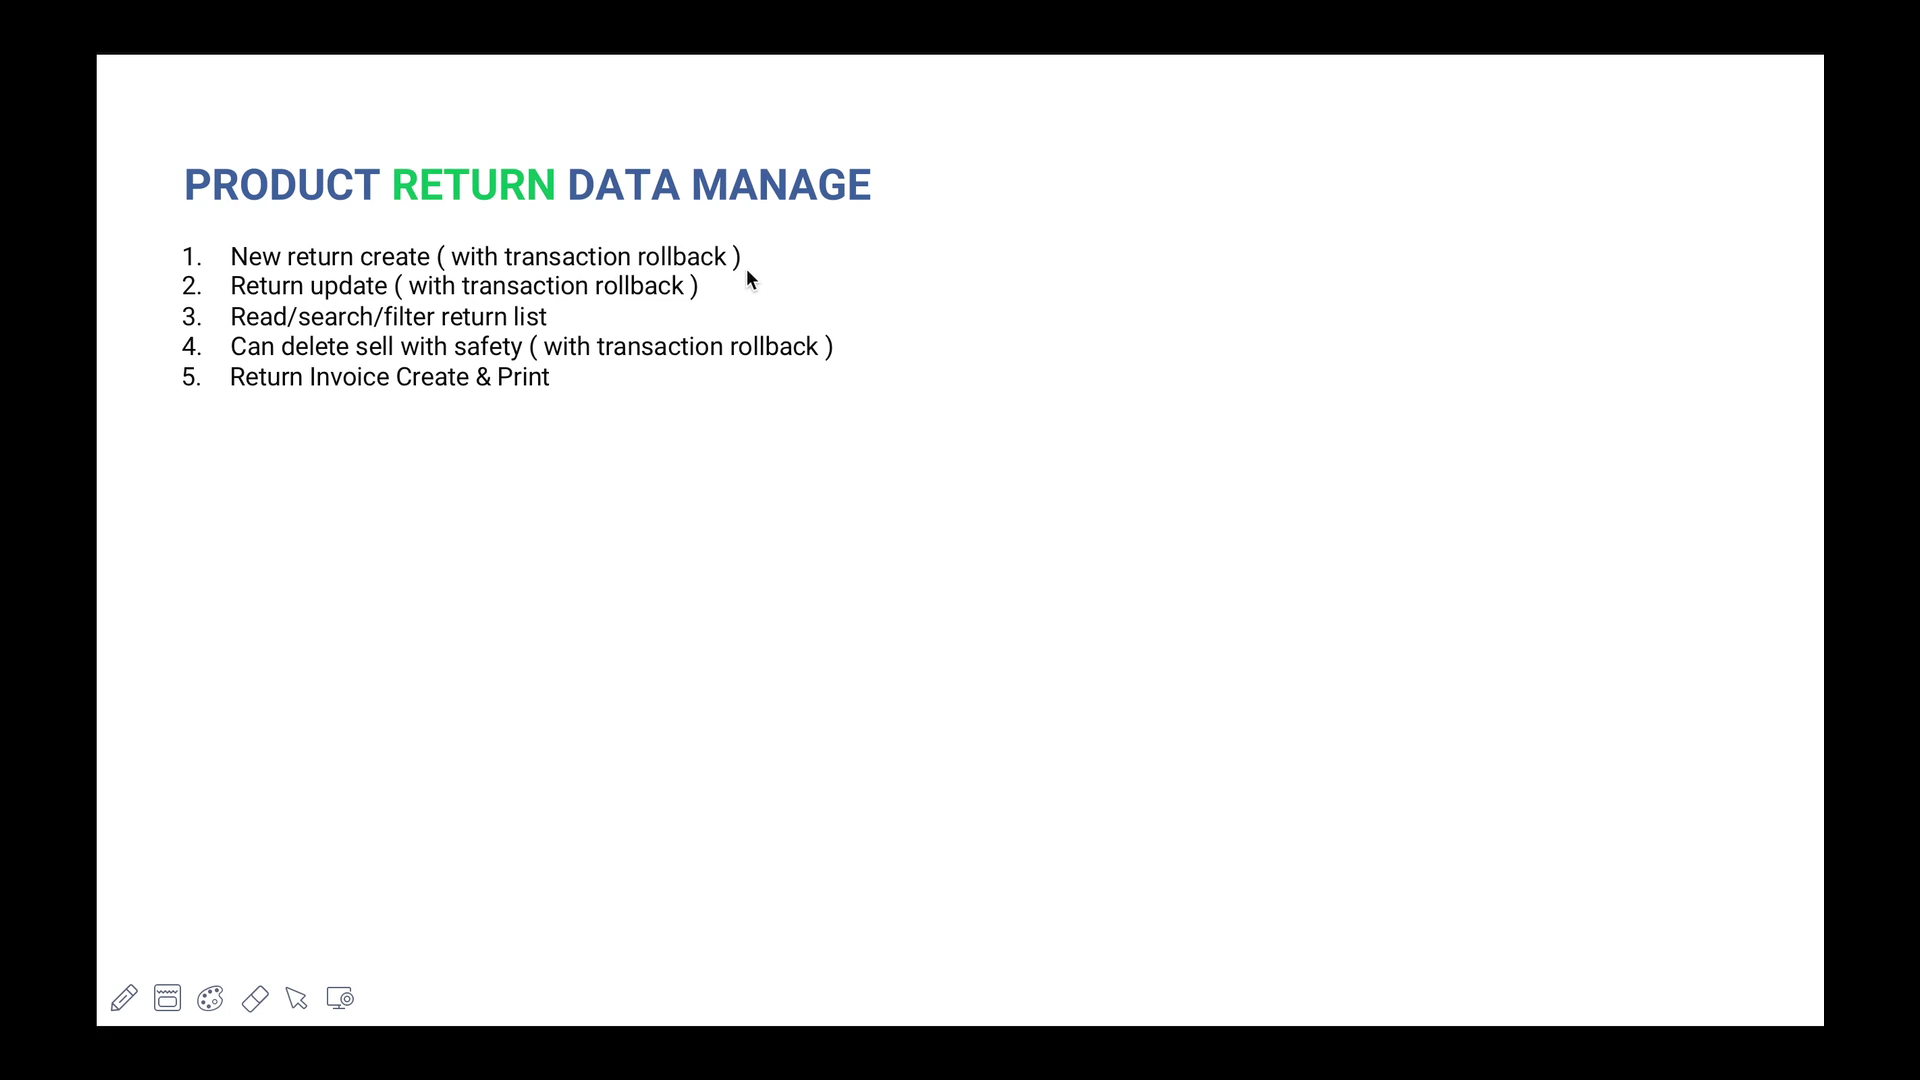 PRODUCT RETURN DATA MANAGE
1. New return create ( with transaction rollback )
2. Return update ( with transaction rollback )
3. Read/search/filter return list
4. Can delete sell with safety ( with transaction rollback )
5. Return Invoice Create & Print